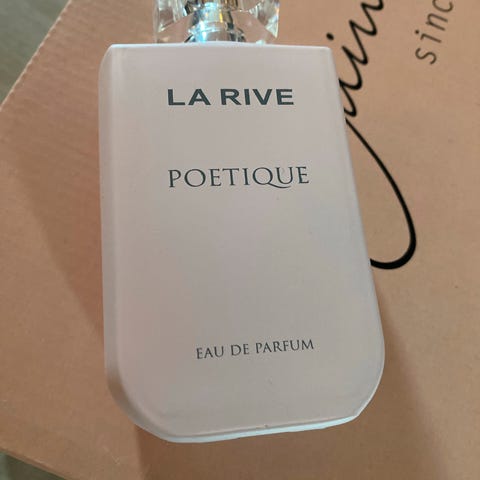 LA RIVE
POETIQUE
EAU DE PARFUM
sinc